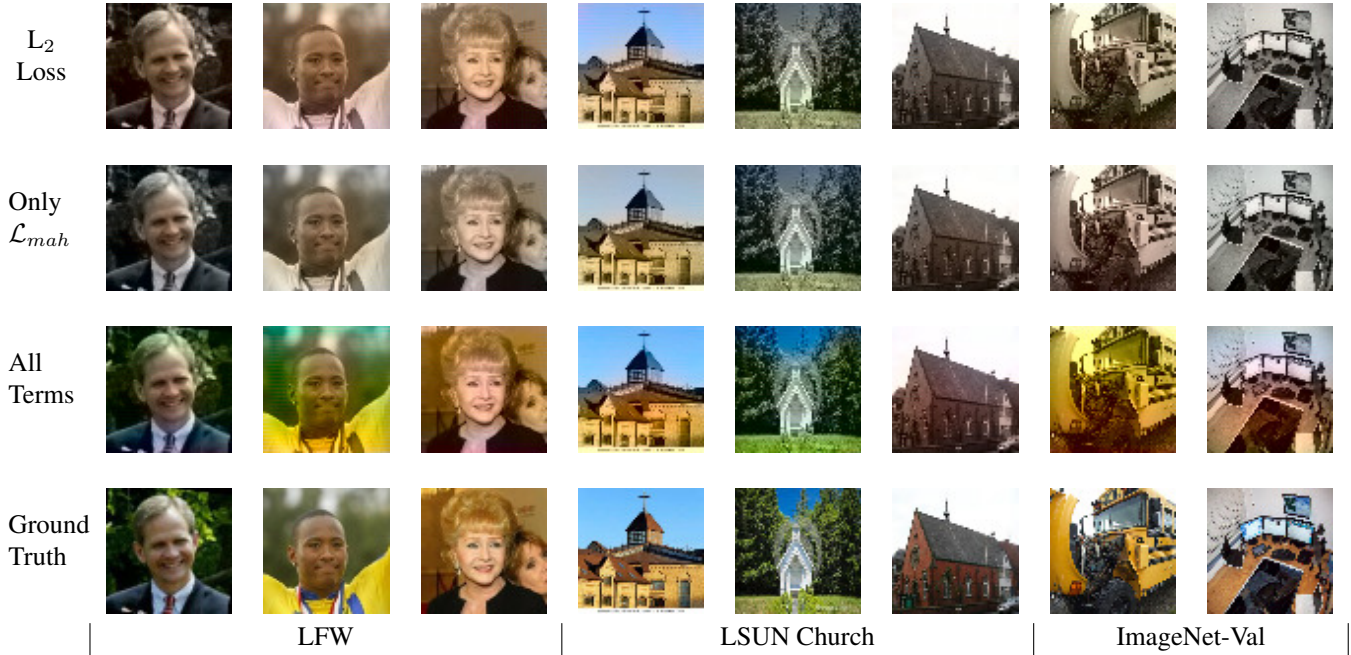 L₂
Loss
Only
ℒₘₐₕ
All
Terms
Ground
Truth
LFW
LSUN Church
ImageNet-Val